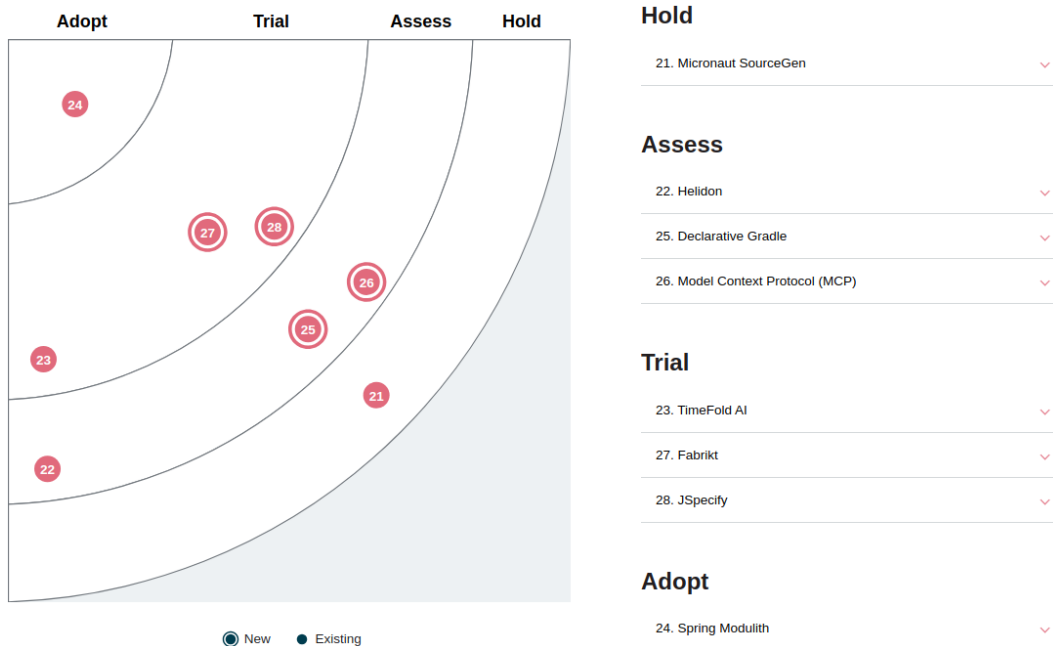 Adopt Trial Assess Hold
24
27
28
26
25
23
21
22
New Existing
Hold
21. Micronaut SourceGen
Assess
22. Helidon
25. Declarative Gradle
26. Model Context Protocol (MCP)
Trial
23. TimeFold AI
27. Fabrikt
28. JSpecify
Adopt
24. Spring Modulith